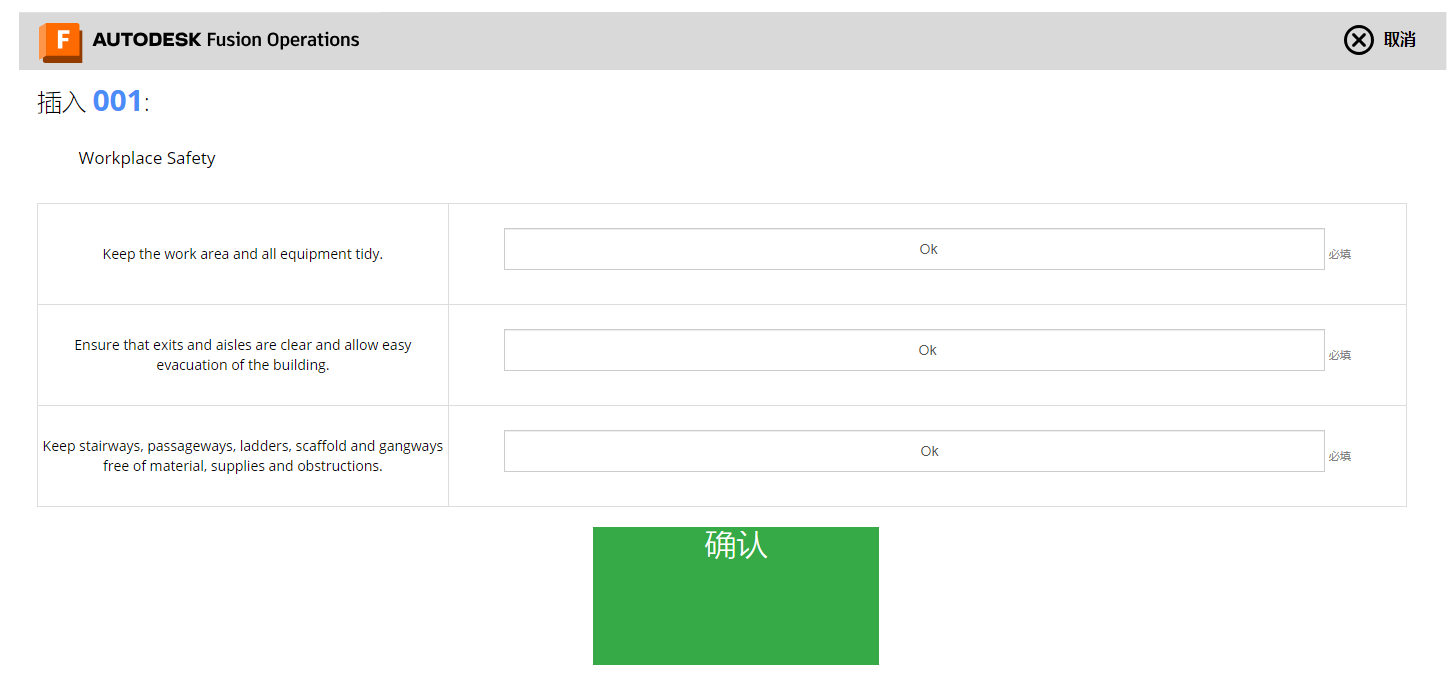 F AUTODESK Fusion Operations
取消
插入 001:
Workplace Safety
Keep the work area and all equipment tidy.
Ok
必填
Ensure that exits and aisles are clear and allow easy
evacuation of the building.
Ok
必填
Keep stairways, passageways, ladders, scaffold and gangways
free of material, supplies and obstructions.
Ok
必填
确认